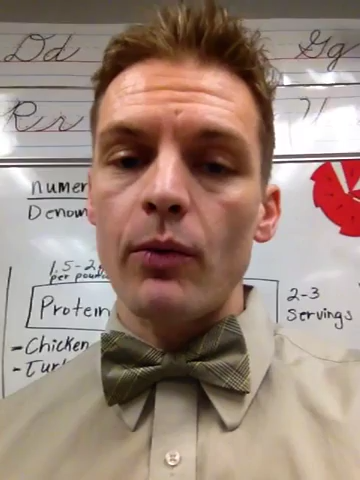 Dd
Gg
Rr
numer
Denom
1.5-2
per pound
Protein
2-3
Servings
-Chicken
-Turk